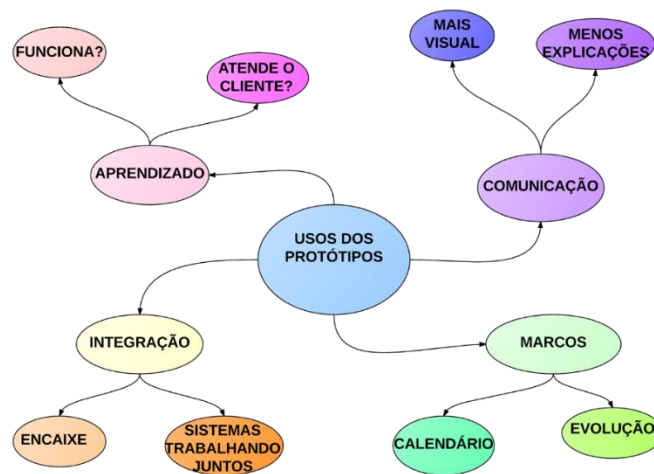 FUNCIONA?
ATENDE O
CLIENTE?
APRENDIZADO
MAIS
VISUAL
MENOS
EXPLICAÇÕES
COMUNICAÇÃO
USOS DOS
PROTÓTIPOS
INTEGRAÇÃO
ENCAIXE
SISTEMAS
TRABALHANDO
JUNTOS
MARCOS
CALENDÁRIO
EVOLUÇÃO